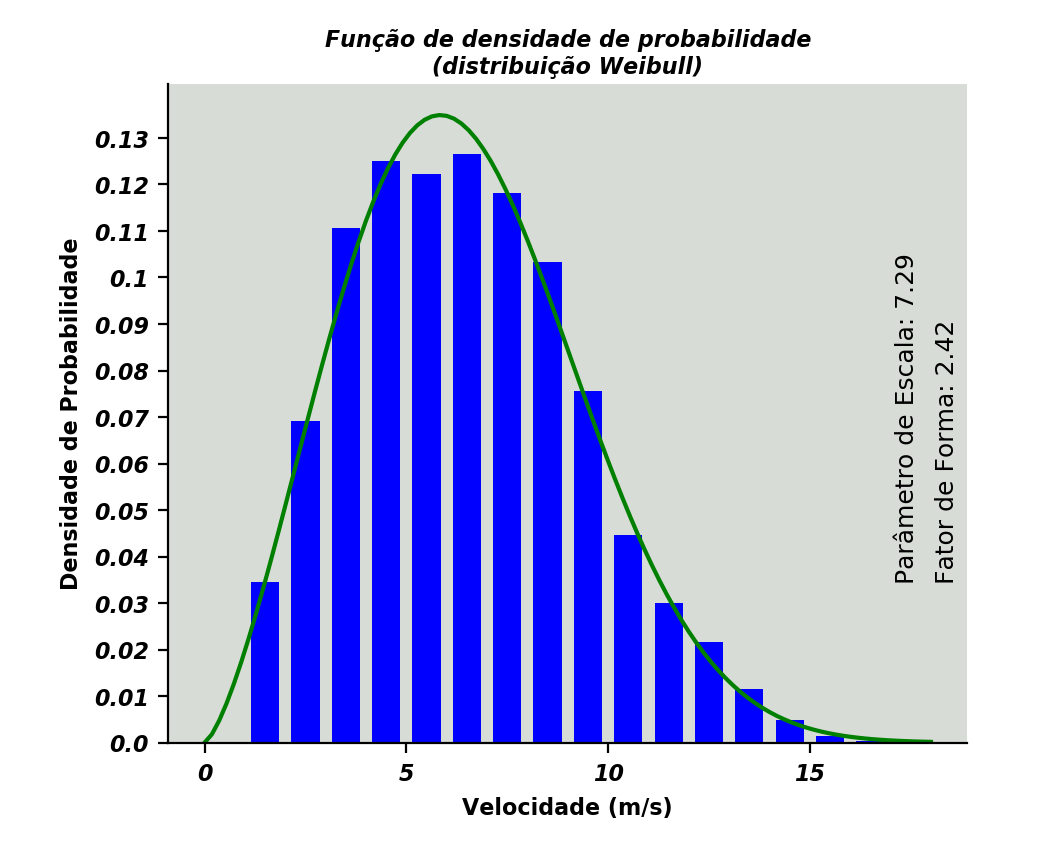 Função de densidade de probabilidade
(distribuição Weibull)
Densidade de Probabilidade
0.13
0.12
0.11
0.1
0.09
0.08
0.07
0.06
0.05
0.04
0.03
0.02
0.01
0.0
Parâmetro de Escala: 7.29
Fator de Forma: 2.42
0 5 10 15
Velocidade (m/s)